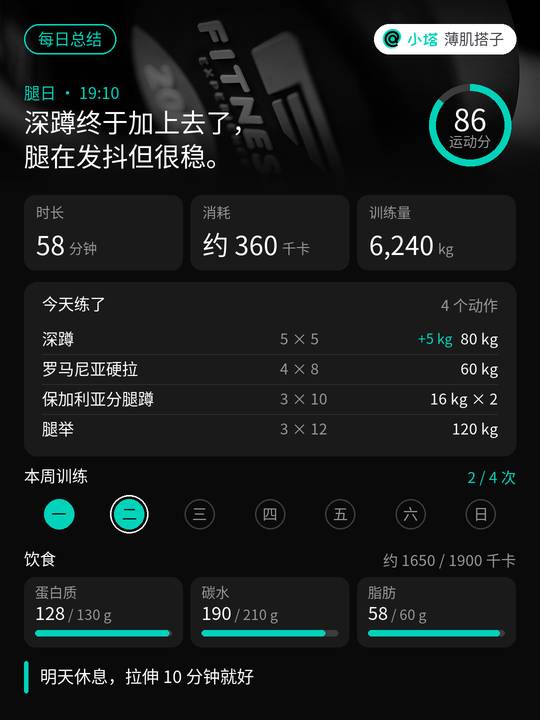 每日总结
小塔 薄肌搭子
腿日 · 19:10
深蹲终于加上去了，
腿在发抖但很稳。
86
运动分
20
FITNES
时长
58 分钟
消耗
约 360 千卡
训练量
6,240 kg
今天练了 4 个动作
深蹲 5 × 5 +5 kg 80 kg
罗马尼亚硬拉 4 × 8 60 kg
保加利亚分腿蹲 3 × 10 16 kg × 2
腿举 3 × 12 120 kg
本周训练 2 / 4 次
一 二 三 四 五 六 日
饮食 约 1650 / 1900 千卡
蛋白质
128 / 130 g
碳水
190 / 210 g
脂肪
58 / 60 g
明天休息，拉伸 10 分钟就好